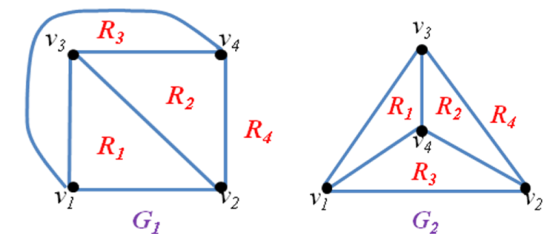 R₃
v₃ v₄
R₂
R₁ R₄
v₁ v₂
G₁
v₃
R₁ R₂ R₄
v₄
R₃
v₁ v₂
G₂